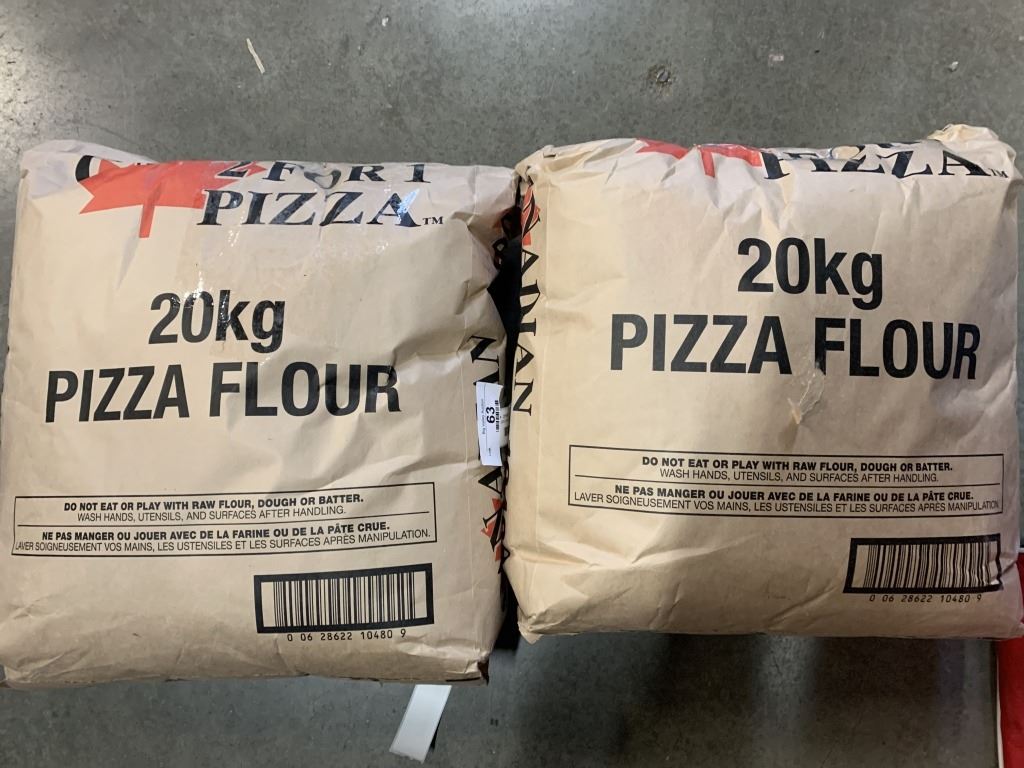 2 FOR 1
PIZZA™
20kg
PIZZA FLOUR
DO NOT EAT OR PLAY WITH RAW FLOUR, DOUGH OR BATTER.
WASH HANDS, UTENSILS, AND SURFACES AFTER HANDLING.
NE PAS MANGER OU JOUER AVEC DE LA FARINE OU DE LA PÂTE CRUE.
LAVER SOIGNEUSEMENT VOS MAINS, LES USTENSILES ET LES SURFACES APRÈS MANIPULATION.
0 06 28622 10480 9
63
PIZZA™
20kg
PIZZA FLOUR
DO NOT EAT OR PLAY WITH RAW FLOUR, DOUGH OR BATTER.
WASH HANDS, UTENSILS, AND SURFACES AFTER HANDLING.
NE PAS MANGER OU JOUER AVEC DE LA FARINE OU DE LA PÂTE CRUE.
LAVER SOIGNEUSEMENT VOS MAINS, LES USTENSILES ET LES SURFACES APRÈS MANIPULATION
0 06 28622 10480 9